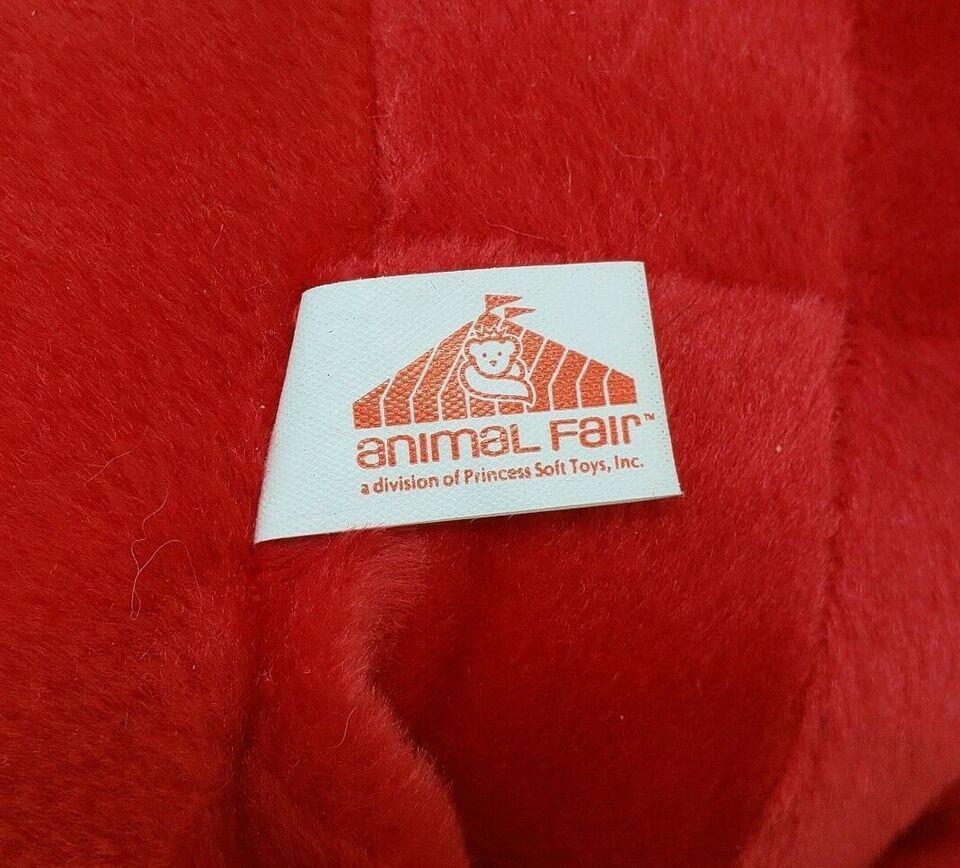 animal Fair™
a division of Princess Soft Toys, Inc.